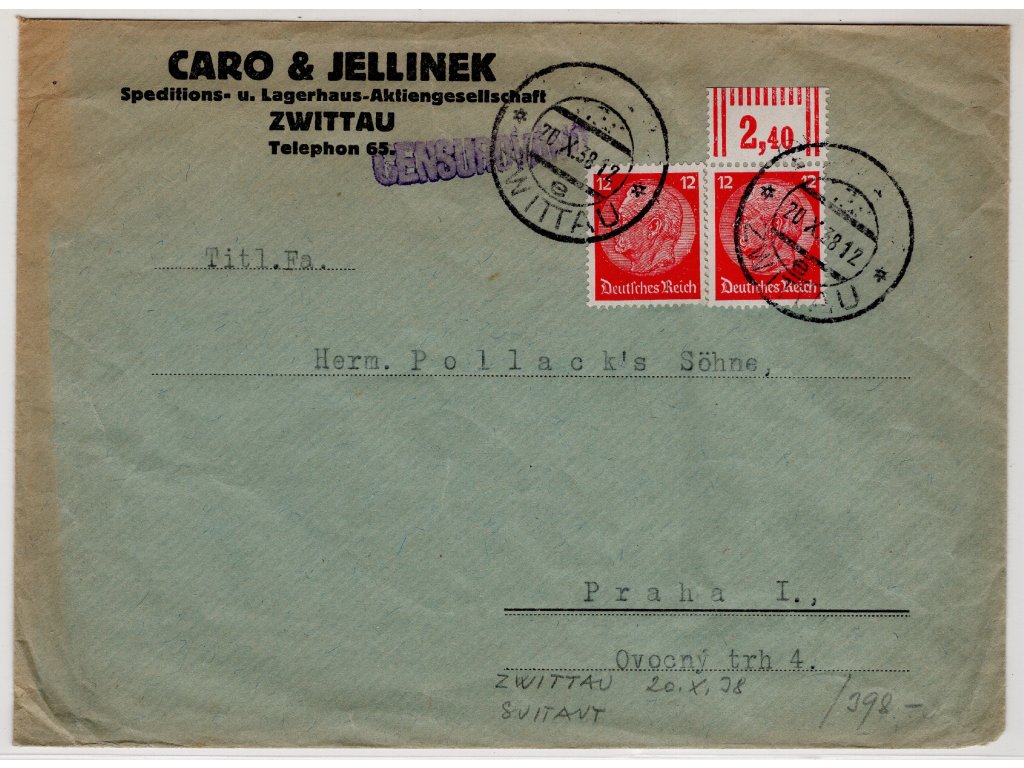 CARO & JELLINEK
Speditions- u. Lagerhaus-Aktiengesellschaft
ZWITTAU
Telephon 65.
20.X.38 12
e
ZWITTAU
2,40
12 12
Deutsches Reich
12 12
Deutsches Reich
20.X.38 12
Titl.Fa.
Herm. Pollack's Söhne,
Praha I.,
Ovocný trh 4.
ZWITTAU 20.X.38
SVITAVY
/398.-